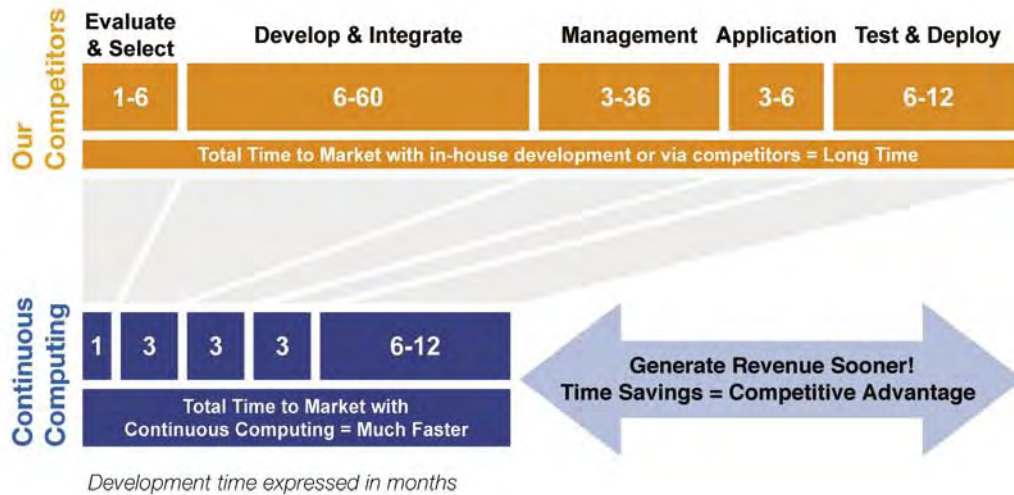 Our
Competitors
Evaluate
& Select
Develop & Integrate
Management
Application
Test & Deploy
1-6
6-60
3-36
3-6
6-12
Total Time to Market with in-house development or via competitors = Long Time
Continuous
Computing
1
3
3
3
6-12
Total Time to Market with
Continuous Computing = Much Faster
Generate Revenue Sooner!
Time Savings = Competitive Advantage
Development time expressed in months